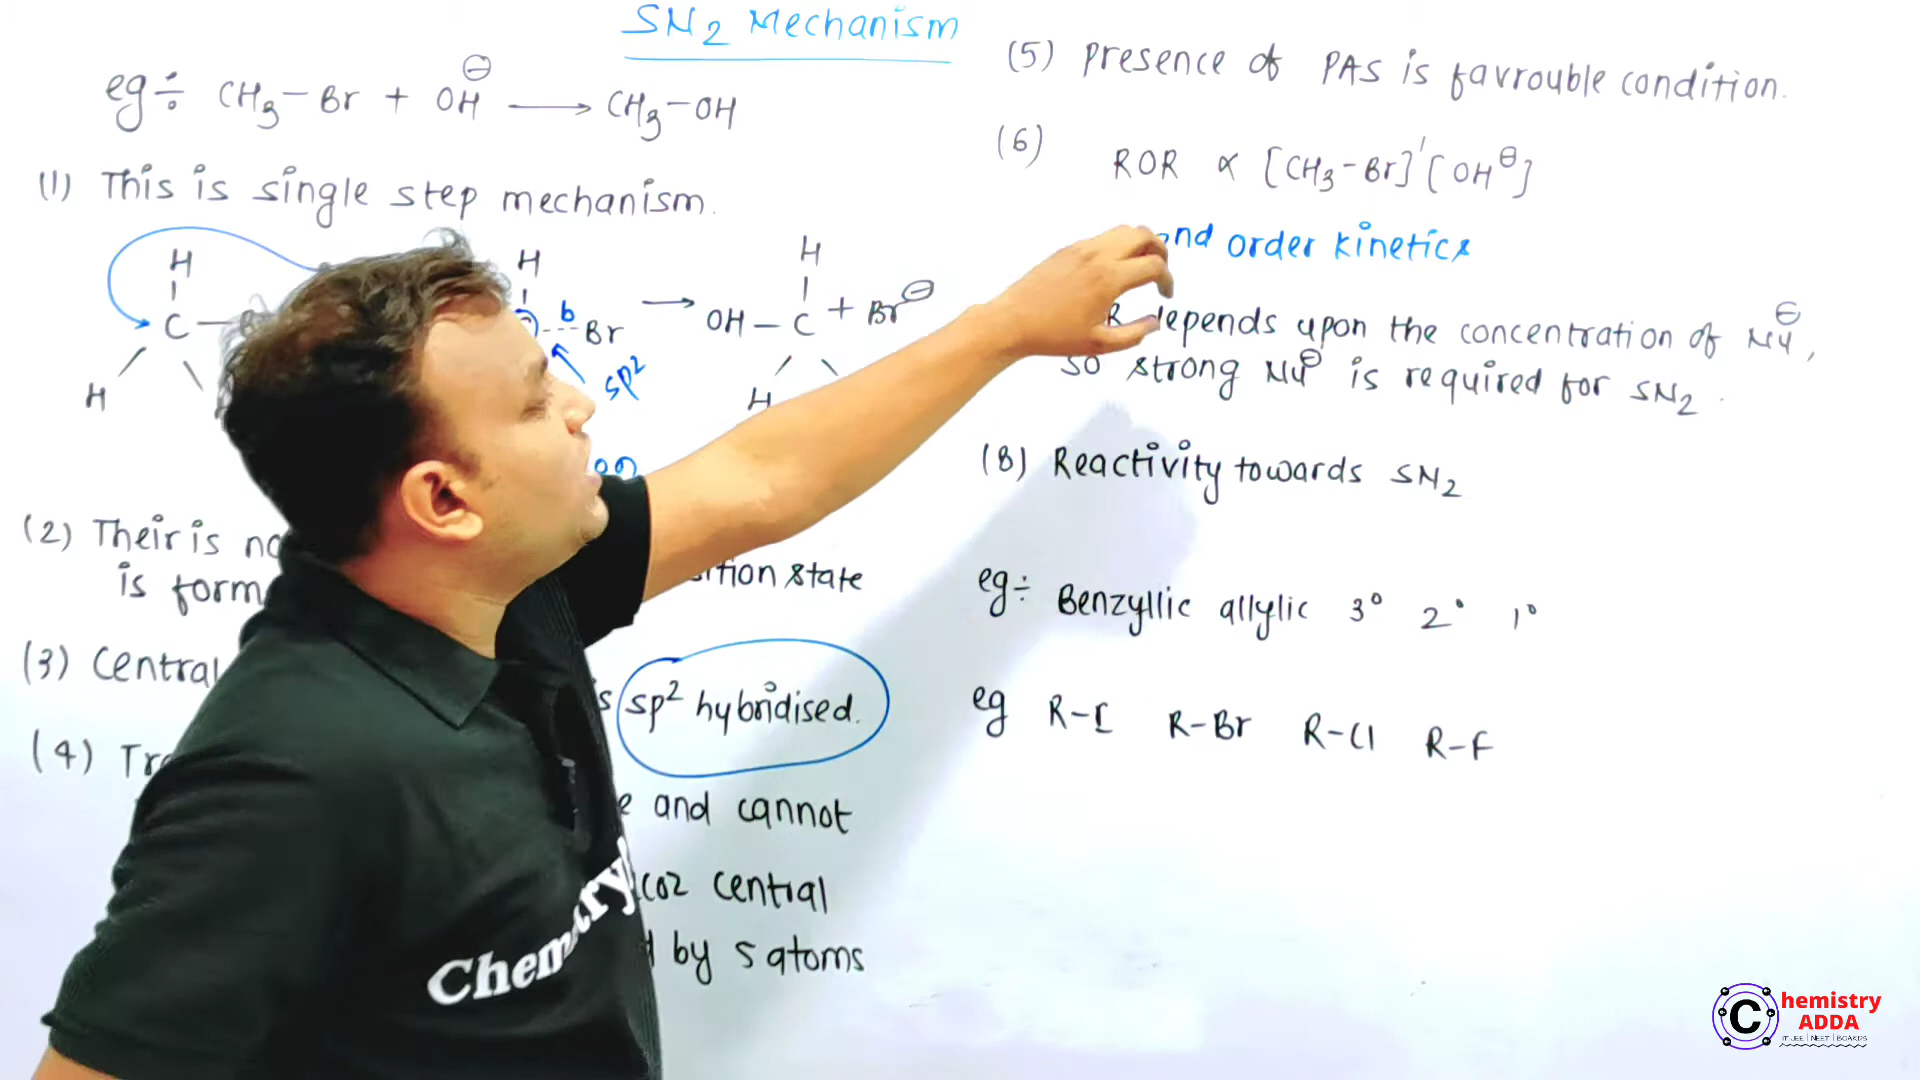 SN2 Mechanism
eg ÷ CH3-Br + OH⊖ ⟶ CH3-OH
(1) This is single step mechanism.
H H H
C — b Br → OH — C + Br⊖
sp²
H H
(2) Their is
is form
state
(3) Central sp² hybridised.
(4)
and cannot
central
by 5 atoms
(5) Presence of PAS is favrouble condition.
(6) ROR ∝ [CH3-Br]' [OH⊖]
order kinetics
depends upon the concentration of Nu⊖,
so strong Nu⊖ is required for SN2.
(8) Reactivity towards SN2
eg ÷ Benzyllic allylic 3° 2° 1°
eg R-I R-Br R-Cl R-F
Chemistry
Chemistry
ADDA
IT JEE | NEET | BOARDS